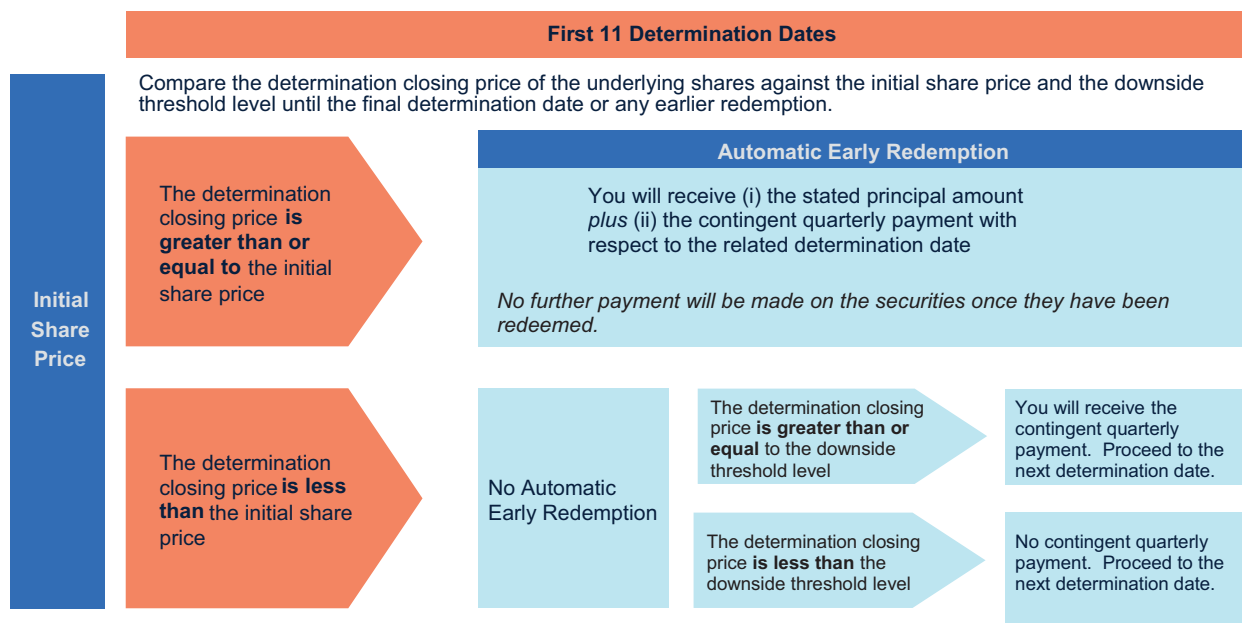 First 11 Determination Dates
Compare the determination closing price of the underlying shares against the initial share price and the downside
threshold level until the final determination date or any earlier redemption.
Initial
Share
Price
The determination
closing price is
greater than or
equal to the initial
share price
Automatic Early Redemption
You will receive (i) the stated principal amount
plus (ii) the contingent quarterly payment with
respect to the related determination date
No further payment will be made on the securities once they have been
redeemed.
The determination
closing price is less
than the initial share
price
No Automatic
Early Redemption
The determination closing
price is greater than or
equal to the downside
threshold level
You will receive the
contingent quarterly
payment.  Proceed to the
next determination date.
The determination closing
price is less than the
downside threshold level
No contingent quarterly
payment.  Proceed to the
next determination date.